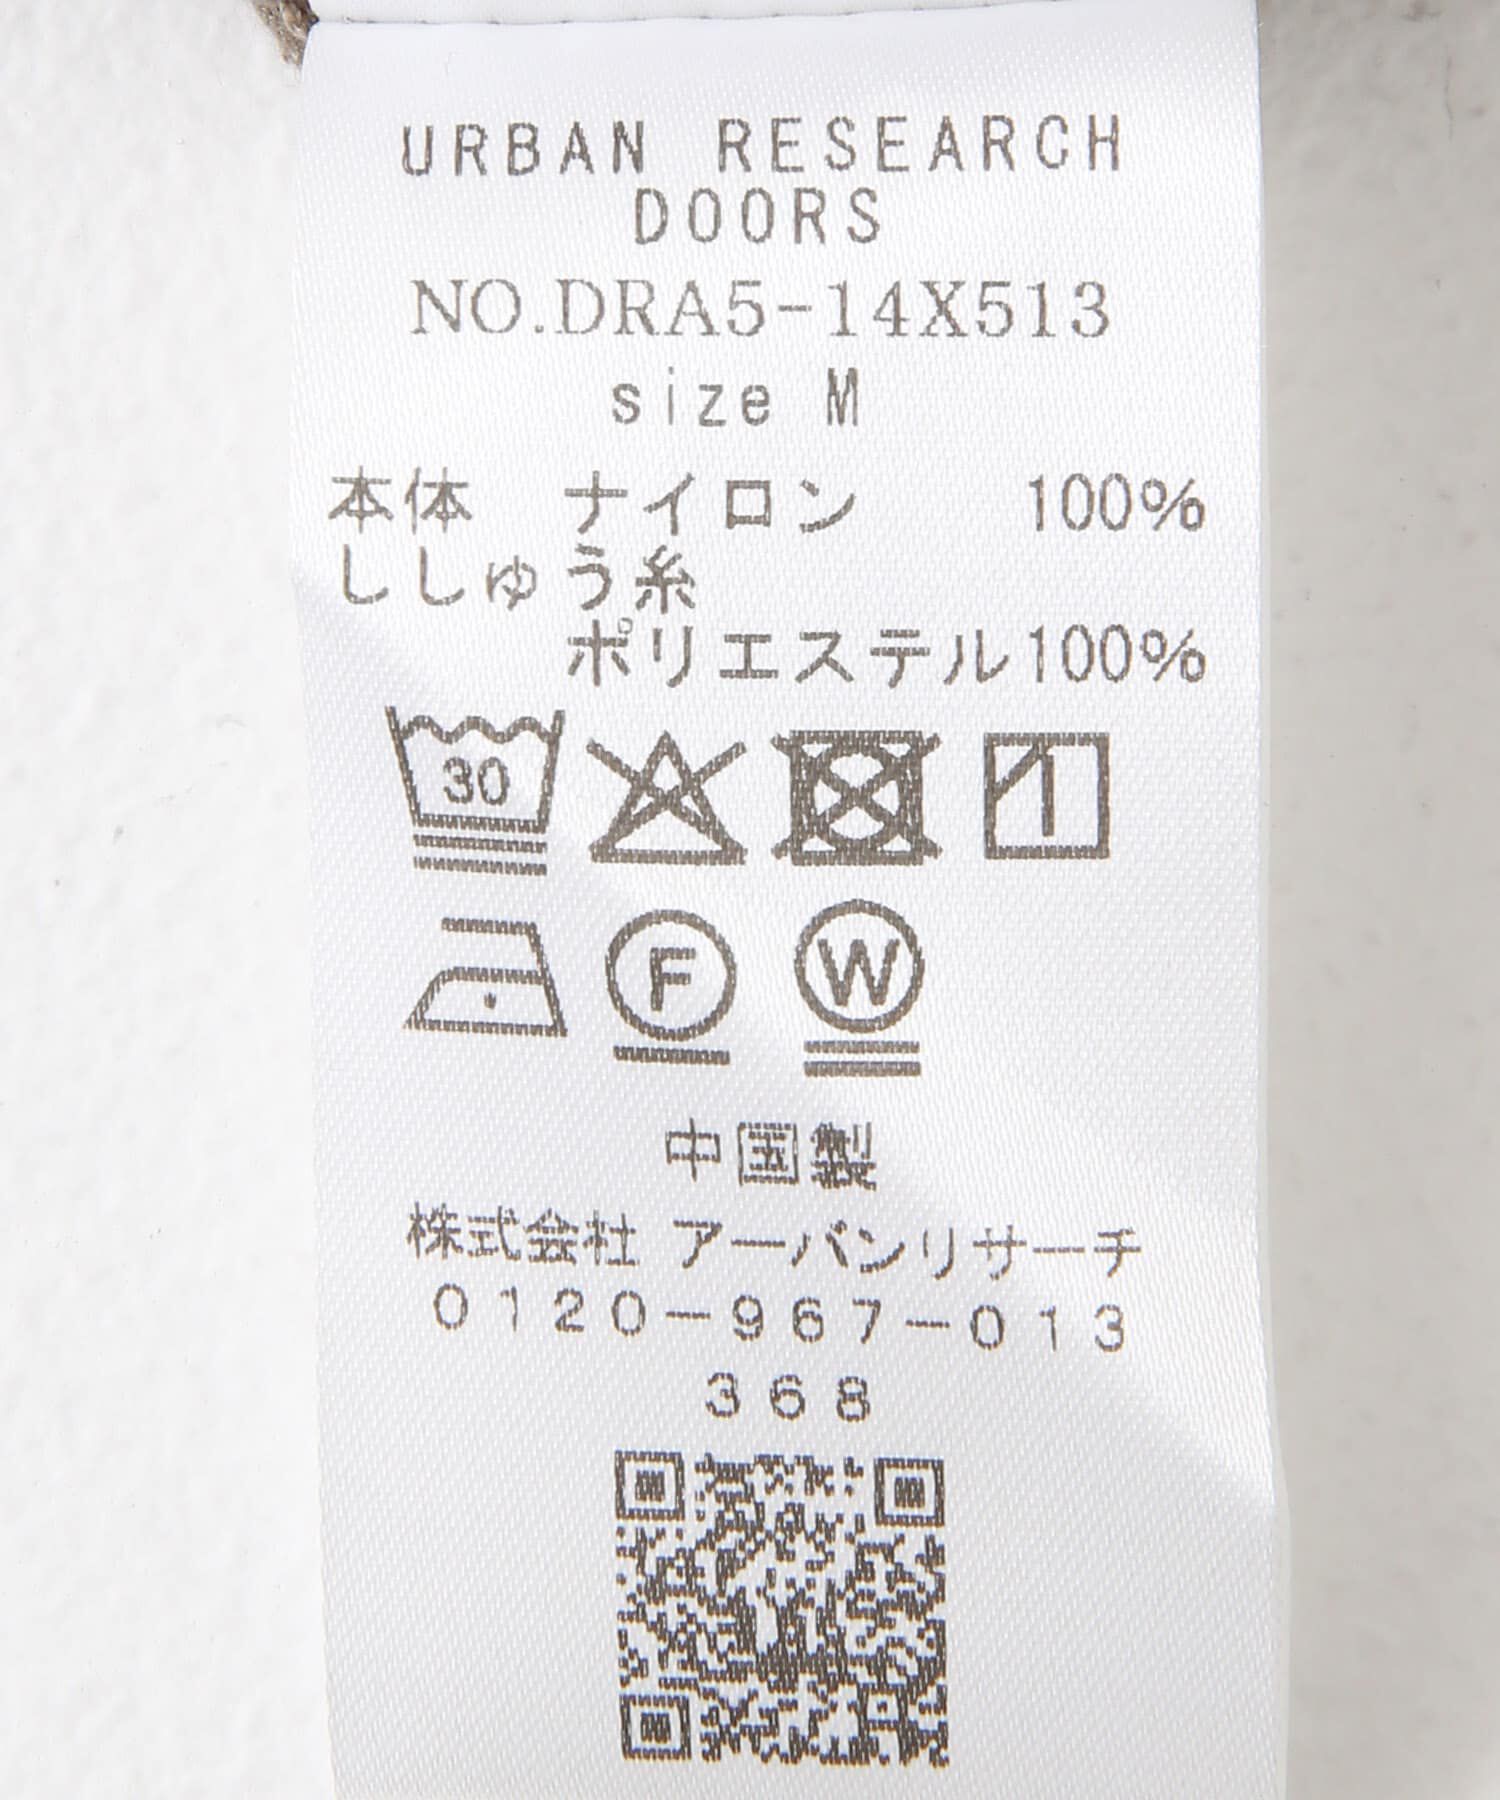 URBAN RESEARCH
DOORS
NO.DRA5-14X513
size M
本体 ナイロン 100%
ししゅう糸
ポリエステル100%
30
F
W
中国製
株式会社 アーバンリサーチ
0120-967-013
368